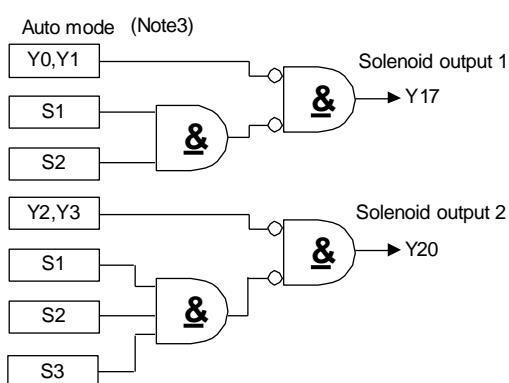 Auto mode (Note3)
Y0,Y1
Solenoid output 1
&
Y17
S1
&
S2
Y2,Y3
Solenoid output 2
&
Y20
S1
S2
&
S3